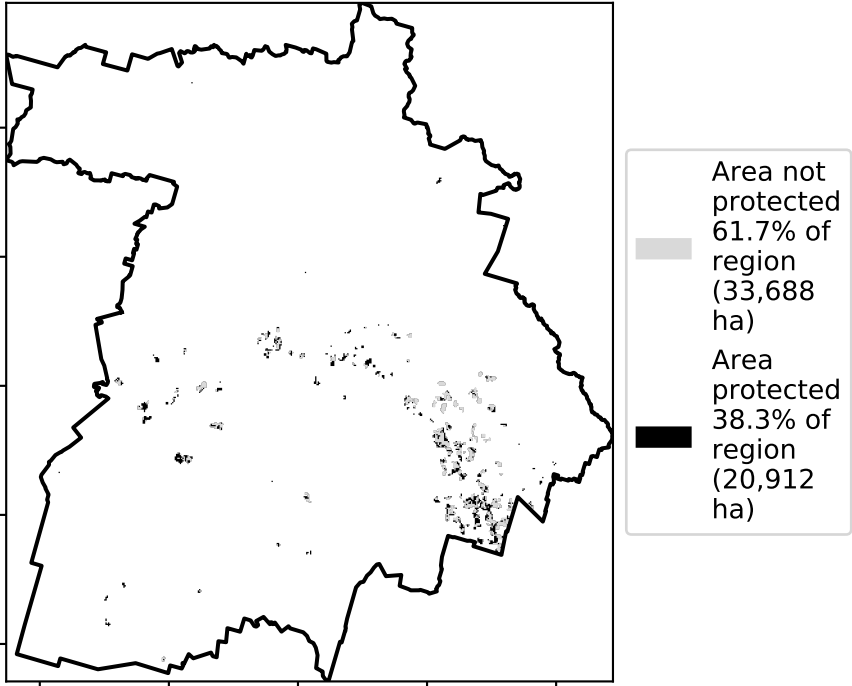 Area not
protected
61.7% of
region
(33,688
ha)
Area
protected
38.3% of
region
(20,912
ha)